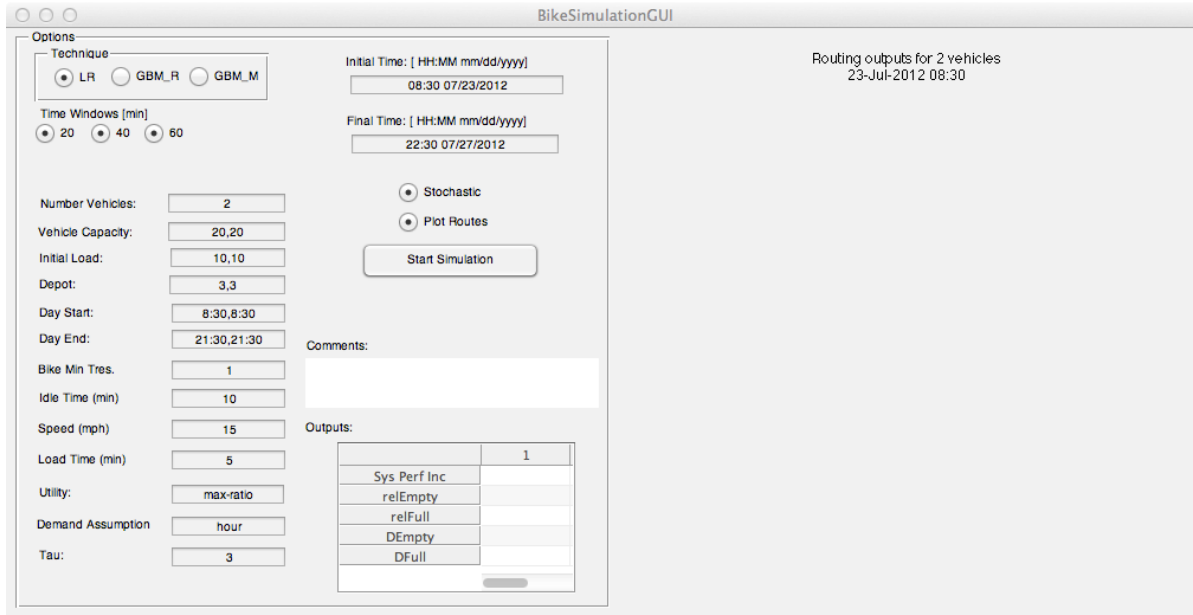 BikeSimulationGUI
Options
Technique
LR GBM_R GBM_M
Time Windows [min]
20 40 60
Initial Time: [ HH:MM mm/dd/yyyy]
08:30 07/23/2012
Final Time: [ HH:MM mm/dd/yyyy]
22:30 07/27/2012
Stochastic
Plot Routes
Start Simulation
Number Vehicles: 2
Vehicle Capacity: 20,20
Initial Load: 10,10
Depot: 3,3
Day Start: 8:30,8:30
Day End: 21:30,21:30
Bike Min Tres. 1
Idle Time (min) 10
Speed (mph) 15
Load Time (min) 5
Utility: max-ratio
Demand Assumption hour
Tau: 3
Comments:
Outputs:
1
Sys Perf Inc
relEmpty
relFull
DEmpty
DFull
Routing outputs for 2 vehicles
23-Jul-2012 08:30